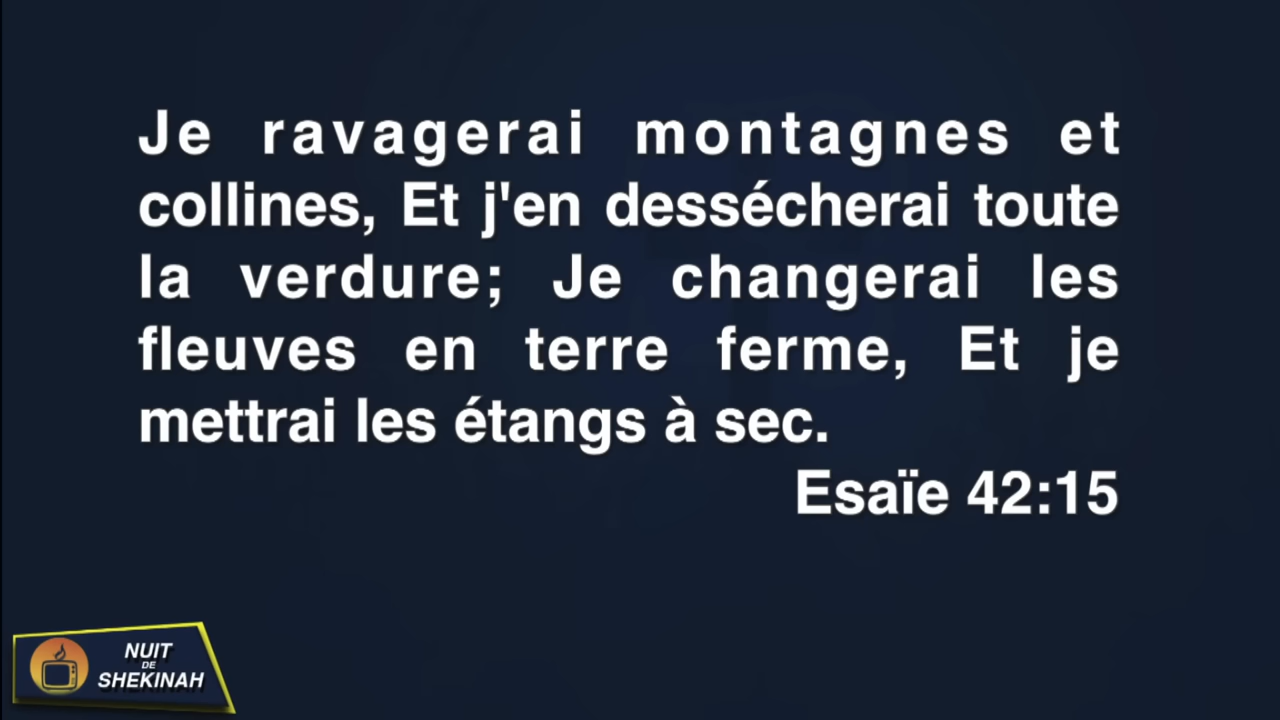 Je ravagerai montagnes et
collines, Et j'en dessécherai toute
la verdure; Je changerai les
fleuves en terre ferme, Et je
mettrai les étangs à sec.
Esaïe 42:15
NUIT
DE
SHEKINAH